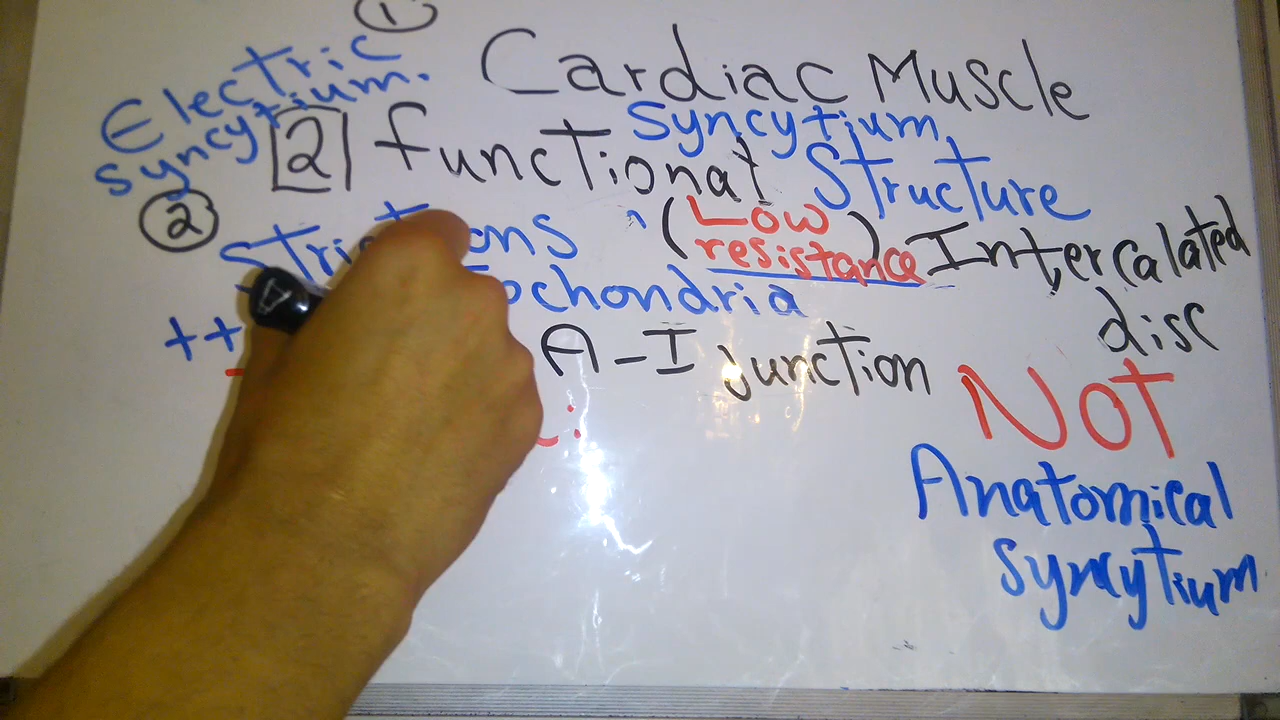 ①
Electric Cardiac Muscle
syncytium. Syncytium,
[2] functional Structure
② (Low
resistance) Intercalated
disc
++ A-I junction
NOT
Anatomical
syncytium